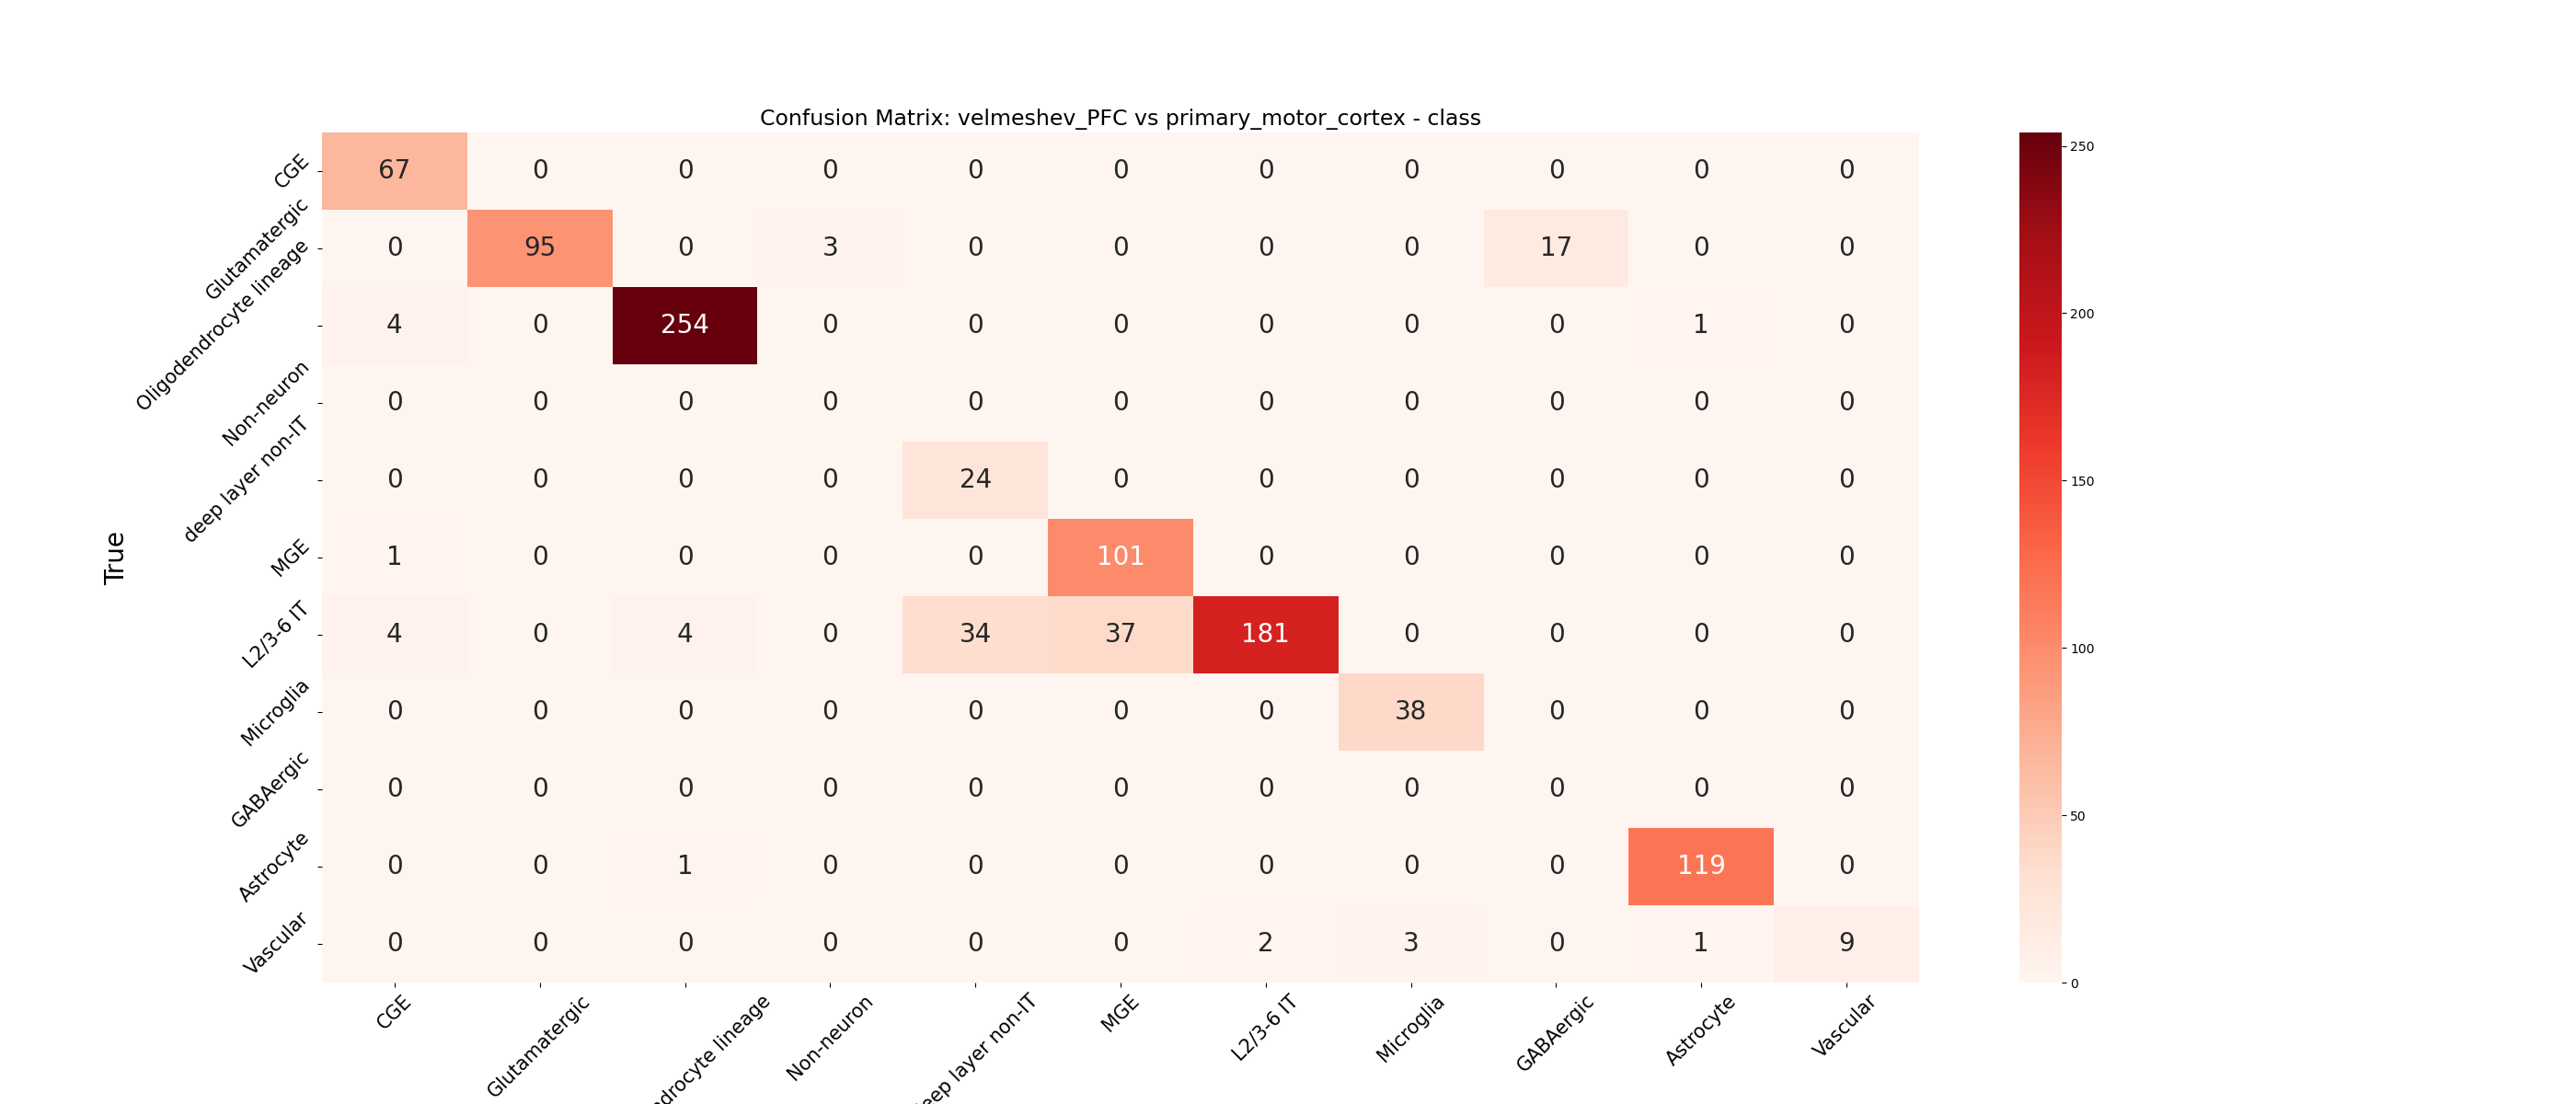 Confusion Matrix: velmeshev_PFC vs primary_motor_cortex - class
True
CGE 67 0 0 0 0 0 0 0 0 0 0
Glutamatergic 0 95 0 3 0 0 0 0 17 0 0
Oligodendrocyte lineage 4 0 254 0 0 0 0 0 0 1 0
Non-neuron 0 0 0 0 0 0 0 0 0 0 0
deep layer non-IT 0 0 0 0 24 0 0 0 0 0 0
MGE 1 0 0 0 0 101 0 0 0 0 0
L2/3-6 IT 4 0 4 0 34 37 181 0 0 0 0
Microglia 0 0 0 0 0 0 0 38 0 0 0
GABAergic 0 0 0 0 0 0 0 0 0 0 0
Astrocyte 0 0 1 0 0 0 0 0 0 119 0
Vascular 0 0 0 0 0 0 2 3 0 1 9
CGE
Glutamatergic
ndrocyte lineage
Non-neuron
eep layer non-IT
MGE
L2/3-6 IT
Microglia
GABAergic
Astrocyte
Vascular
250
200
150
100
50
0